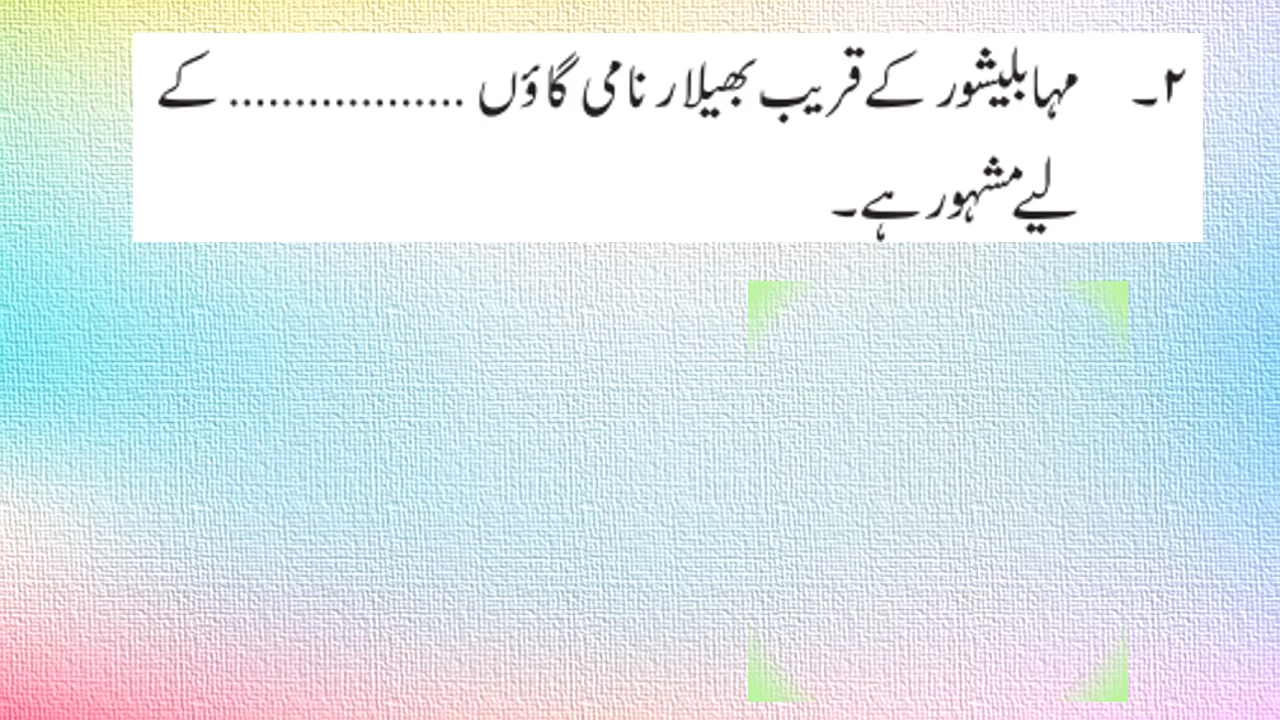 ۲۔ مہابلیشور کے قریب بھیلار نامی گاؤں .................. کے
لیے مشہور ہے۔